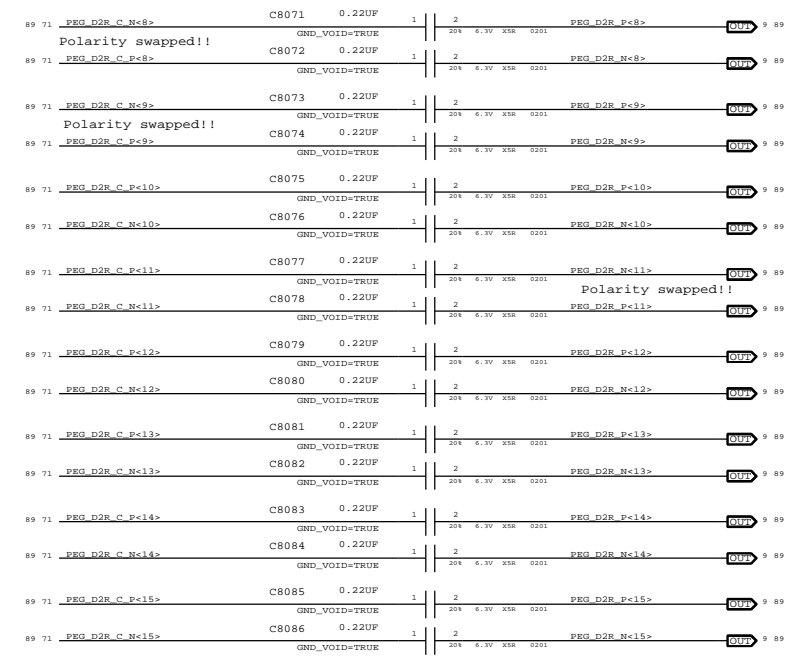 C8071 0.22UF
89 71 PEG_D2R_C_N<8> 1 2 PEG_D2R_P<8> OUT 9 89
GND_VOID=TRUE 20% 6.3V X5R 0201
Polarity swapped!!
C8072 0.22UF
89 71 PEG_D2R_C_P<8> 1 2 PEG_D2R_N<8> OUT 9 89
GND_VOID=TRUE 20% 6.3V X5R 0201
C8073 0.22UF
89 71 PEG_D2R_C_N<9> 1 2 PEG_D2R_P<9> OUT 9 89
GND_VOID=TRUE 20% 6.3V X5R 0201
Polarity swapped!!
C8074 0.22UF
89 71 PEG_D2R_C_P<9> 1 2 PEG_D2R_N<9> OUT 9 89
GND_VOID=TRUE 20% 6.3V X5R 0201
C8075 0.22UF
89 71 PEG_D2R_C_P<10> 1 2 PEG_D2R_P<10> OUT 9 89
GND_VOID=TRUE 20% 6.3V X5R 0201
C8076 0.22UF
89 71 PEG_D2R_C_N<10> 1 2 PEG_D2R_N<10> OUT 9 89
GND_VOID=TRUE 20% 6.3V X5R 0201
C8077 0.22UF
89 71 PEG_D2R_C_P<11> 1 2 PEG_D2R_N<11> OUT 9 89
GND_VOID=TRUE 20% 6.3V X5R 0201
Polarity swapped!!
C8078 0.22UF
89 71 PEG_D2R_C_N<11> 1 2 PEG_D2R_P<11> OUT 9 89
GND_VOID=TRUE 20% 6.3V X5R 0201
C8079 0.22UF
89 71 PEG_D2R_C_P<12> 1 2 PEG_D2R_P<12> OUT 9 89
GND_VOID=TRUE 20% 6.3V X5R 0201
C8080 0.22UF
89 71 PEG_D2R_C_N<12> 1 2 PEG_D2R_N<12> OUT 9 89
GND_VOID=TRUE 20% 6.3V X5R 0201
C8081 0.22UF
89 71 PEG_D2R_C_P<13> 1 2 PEG_D2R_P<13> OUT 9 89
GND_VOID=TRUE 20% 6.3V X5R 0201
C8082 0.22UF
89 71 PEG_D2R_C_N<13> 1 2 PEG_D2R_N<13> OUT 9 89
GND_VOID=TRUE 20% 6.3V X5R 0201
C8083 0.22UF
89 71 PEG_D2R_C_P<14> 1 2 PEG_D2R_P<14> OUT 9 89
GND_VOID=TRUE 20% 6.3V X5R 0201
C8084 0.22UF
89 71 PEG_D2R_C_N<14> 1 2 PEG_D2R_N<14> OUT 9 89
GND_VOID=TRUE 20% 6.3V X5R 0201
C8085 0.22UF
89 71 PEG_D2R_C_P<15> 1 2 PEG_D2R_P<15> OUT 9 89
GND_VOID=TRUE 20% 6.3V X5R 0201
C8086 0.22UF
89 71 PEG_D2R_C_N<15> 1 2 PEG_D2R_N<15> OUT 9 89
GND_VOID=TRUE 20% 6.3V X5R 0201